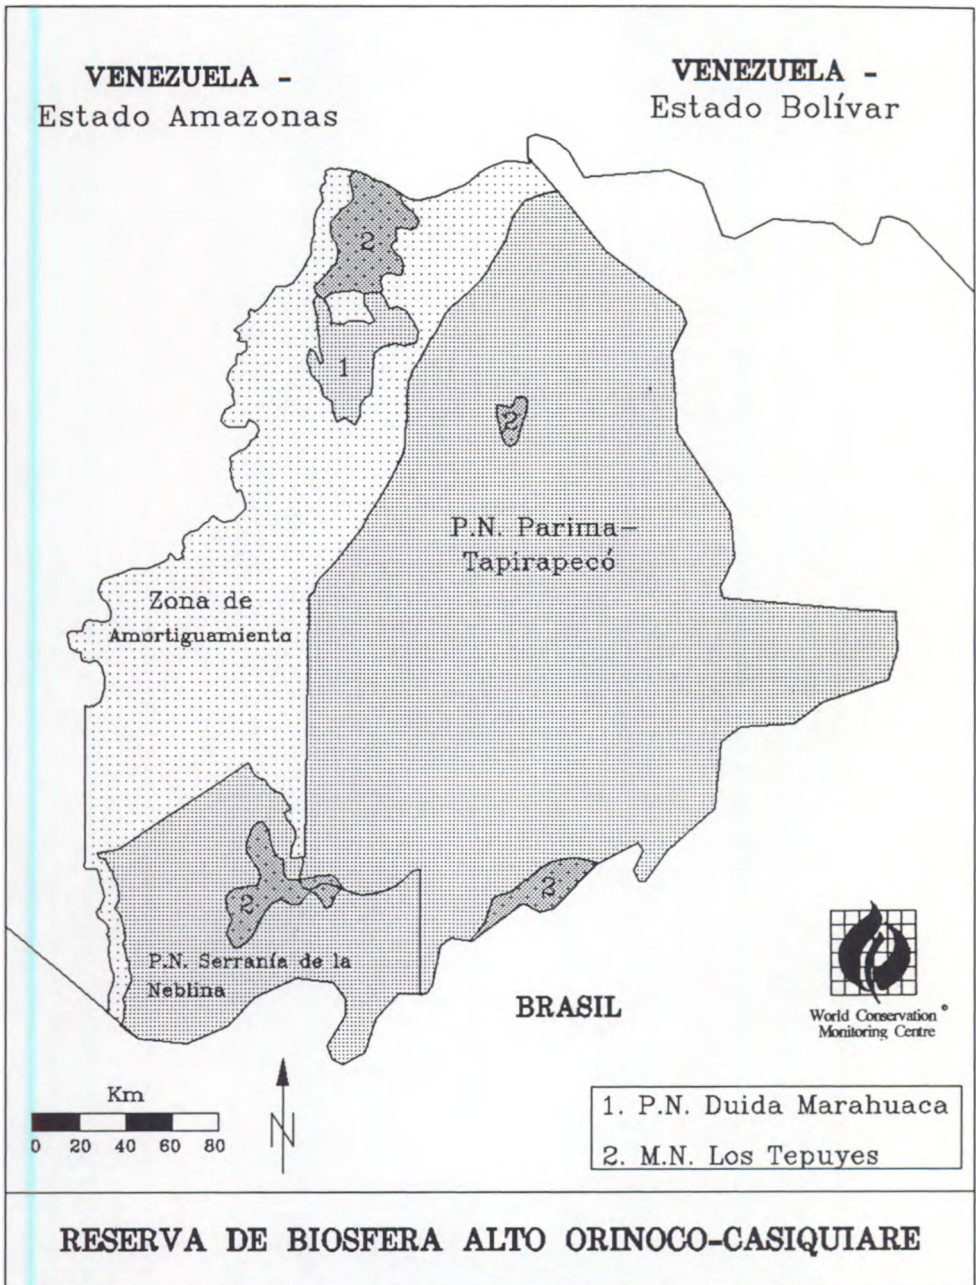 VENEZUELA -
Estado Amazonas
VENEZUELA -
Estado Bolívar
2
1
2
P.N. Parima-
Tapirapecó
Zona de
Amortiguamiento
2
2
P.N. Serranía de la
Neblina
BRASIL
World Conservation ©
Monitoring Centre
Km
0 20 40 60 80
N
1. P.N. Duida Marahuaca
2. M.N. Los Tepuyes
RESERVA DE BIOSFERA ALTO ORINOCO-CASIQUIARE